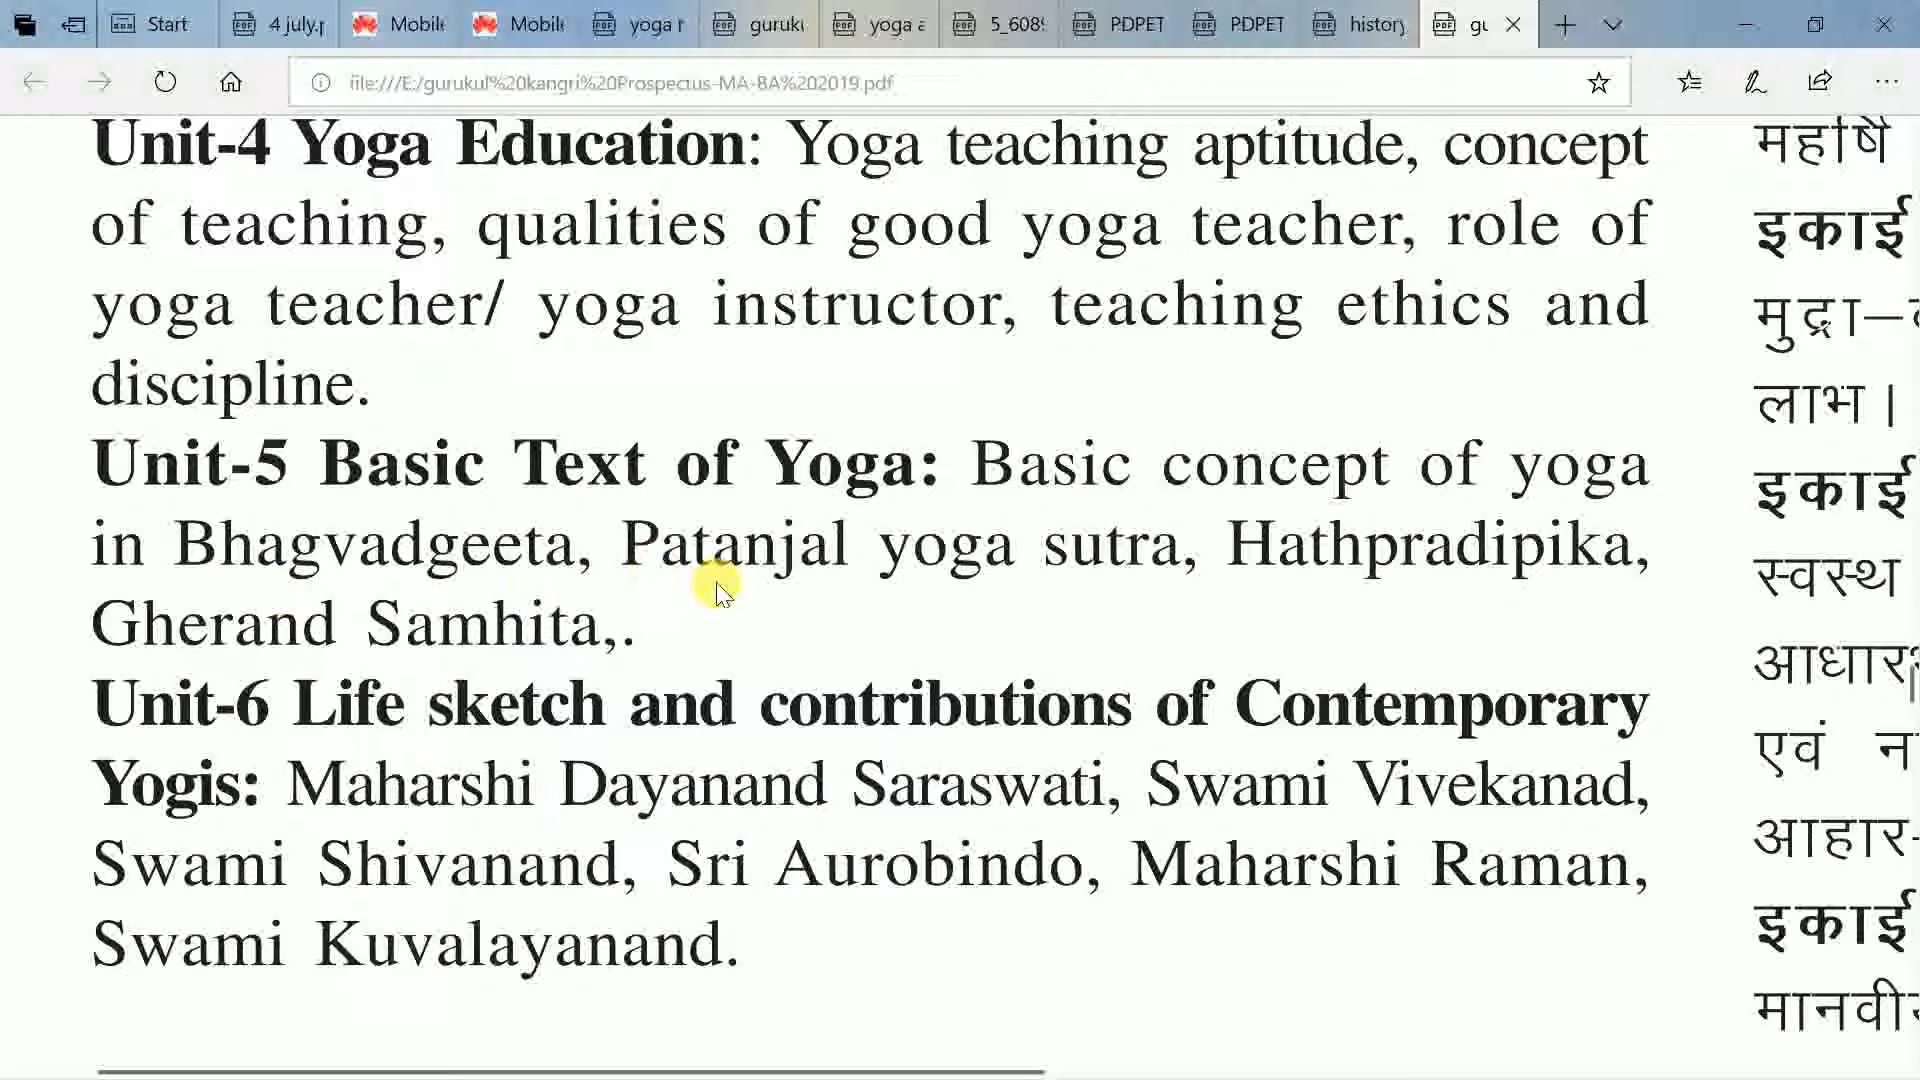 Start
4 july.p
Mobile
Mobile
yoga r
guruku
yoga a
5_6089
PDPET
PDPET
history
gu
file:///E:/gurukul%20kangri%20Prospectus-MA-BA%202019.pdf
Unit-4 Yoga Education: Yoga teaching aptitude, concept
of teaching, qualities of good yoga teacher, role of
yoga teacher/ yoga instructor, teaching ethics and
discipline.
Unit-5 Basic Text of Yoga: Basic concept of yoga
in Bhagvadgeeta, Patanjal yoga sutra, Hathpradipika,
Gherand Samhita,.
Unit-6 Life sketch and contributions of Contemporary
Yogis: Maharshi Dayanand Saraswati, Swami Vivekanad,
Swami Shivanand, Sri Aurobindo, Maharshi Raman,
Swami Kuvalayanand.
महर्षि
इकाई
मुद्रा–
लाभ।
इकाई
स्वस्थ
एवं
आहार-
इकाई